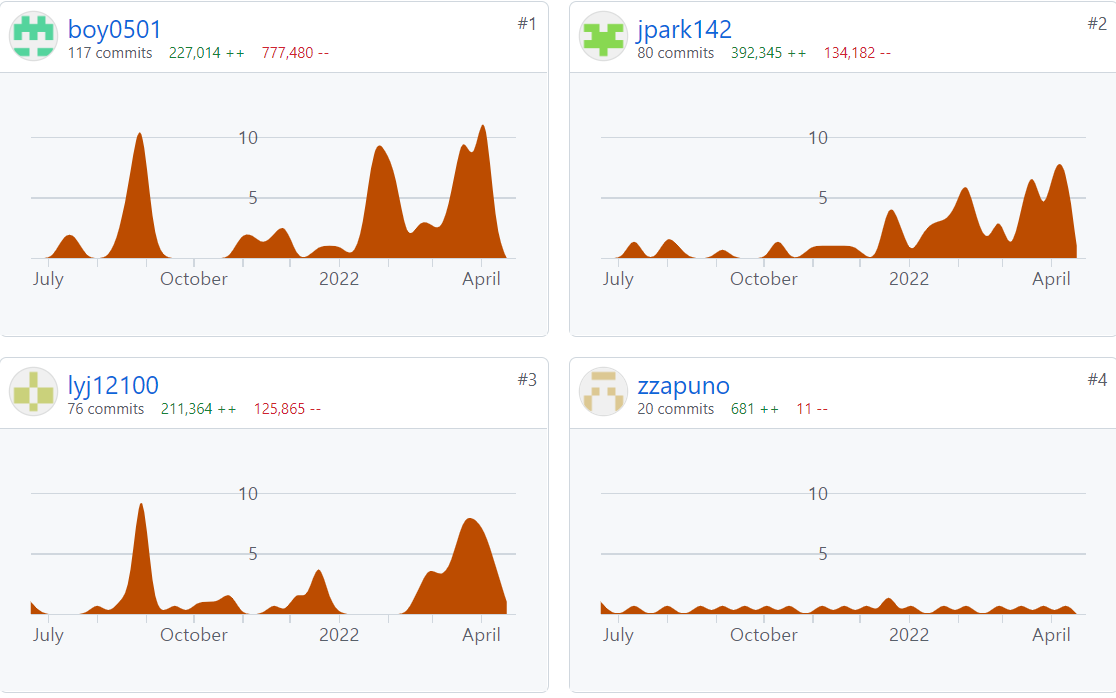 boy0501 #1
117 commits 227,014 ++ 777,480 --
10
5
July October 2022 April
jpark142 #2
80 commits 392,345 ++ 134,182 --
10
5
July October 2022 April
lyj12100 #3
76 commits 211,364 ++ 125,865 --
10
5
July October 2022 April
zzapuno #4
20 commits 681 ++ 11 --
10
5
July October 2022 April